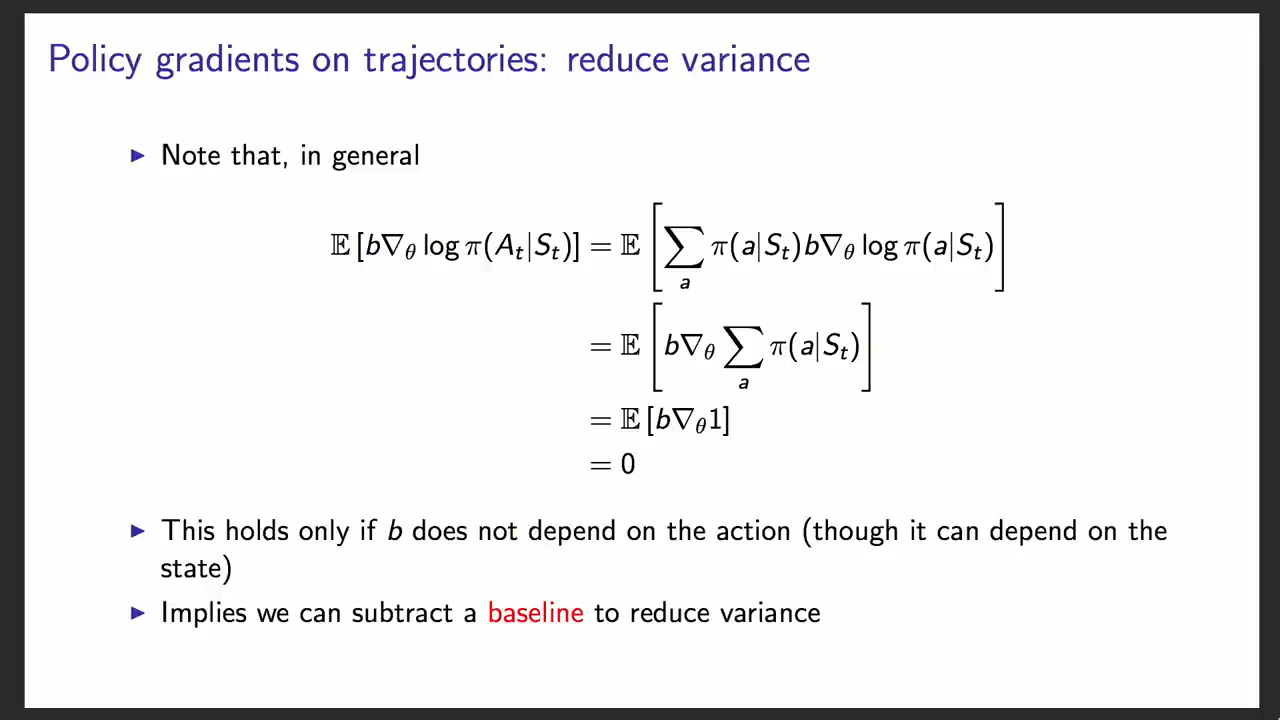 Policy gradients on trajectories: reduce variance
▶ Note that, in general
𝔼 [b∇θ log π(Aₜ|Sₜ)] = 𝔼 [∑ₐ π(a|Sₜ)b∇θ log π(a|Sₜ)]
= 𝔼 [b∇θ ∑ₐ π(a|Sₜ)]
= 𝔼 [b∇θ1]
= 0
▶ This holds only if b does not depend on the action (though it can depend on the
state)
▶ Implies we can subtract a baseline to reduce variance